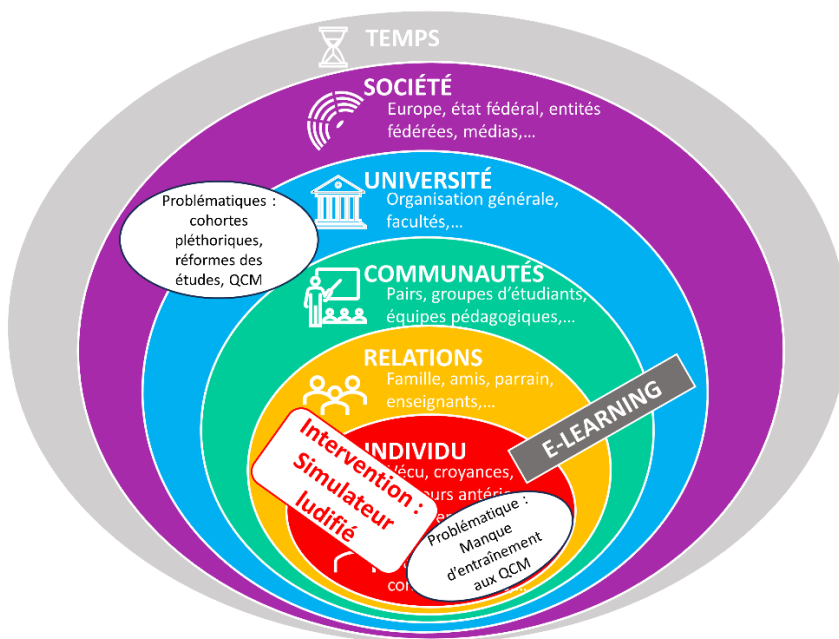 TEMPS
SOCIÉTÉ
Europe, état fédéral, entités
fédérées, médias,...
UNIVERSITÉ
Organisation générale,
facultés,...
Problématiques :
cohortes
pléthoriques,
réformes des
études, QCM
COMMUNAUTÉS
Pairs, groupes d'étudiants,
équipes pédagogiques,...
RELATIONS
Famille, amis, parrain,
enseignants,...
E-LEARNING
INDIVIDU
croyances,
Intervention :
Simulateur
ludifié
Problématique :
Manque
d'entraînement
aux QCM